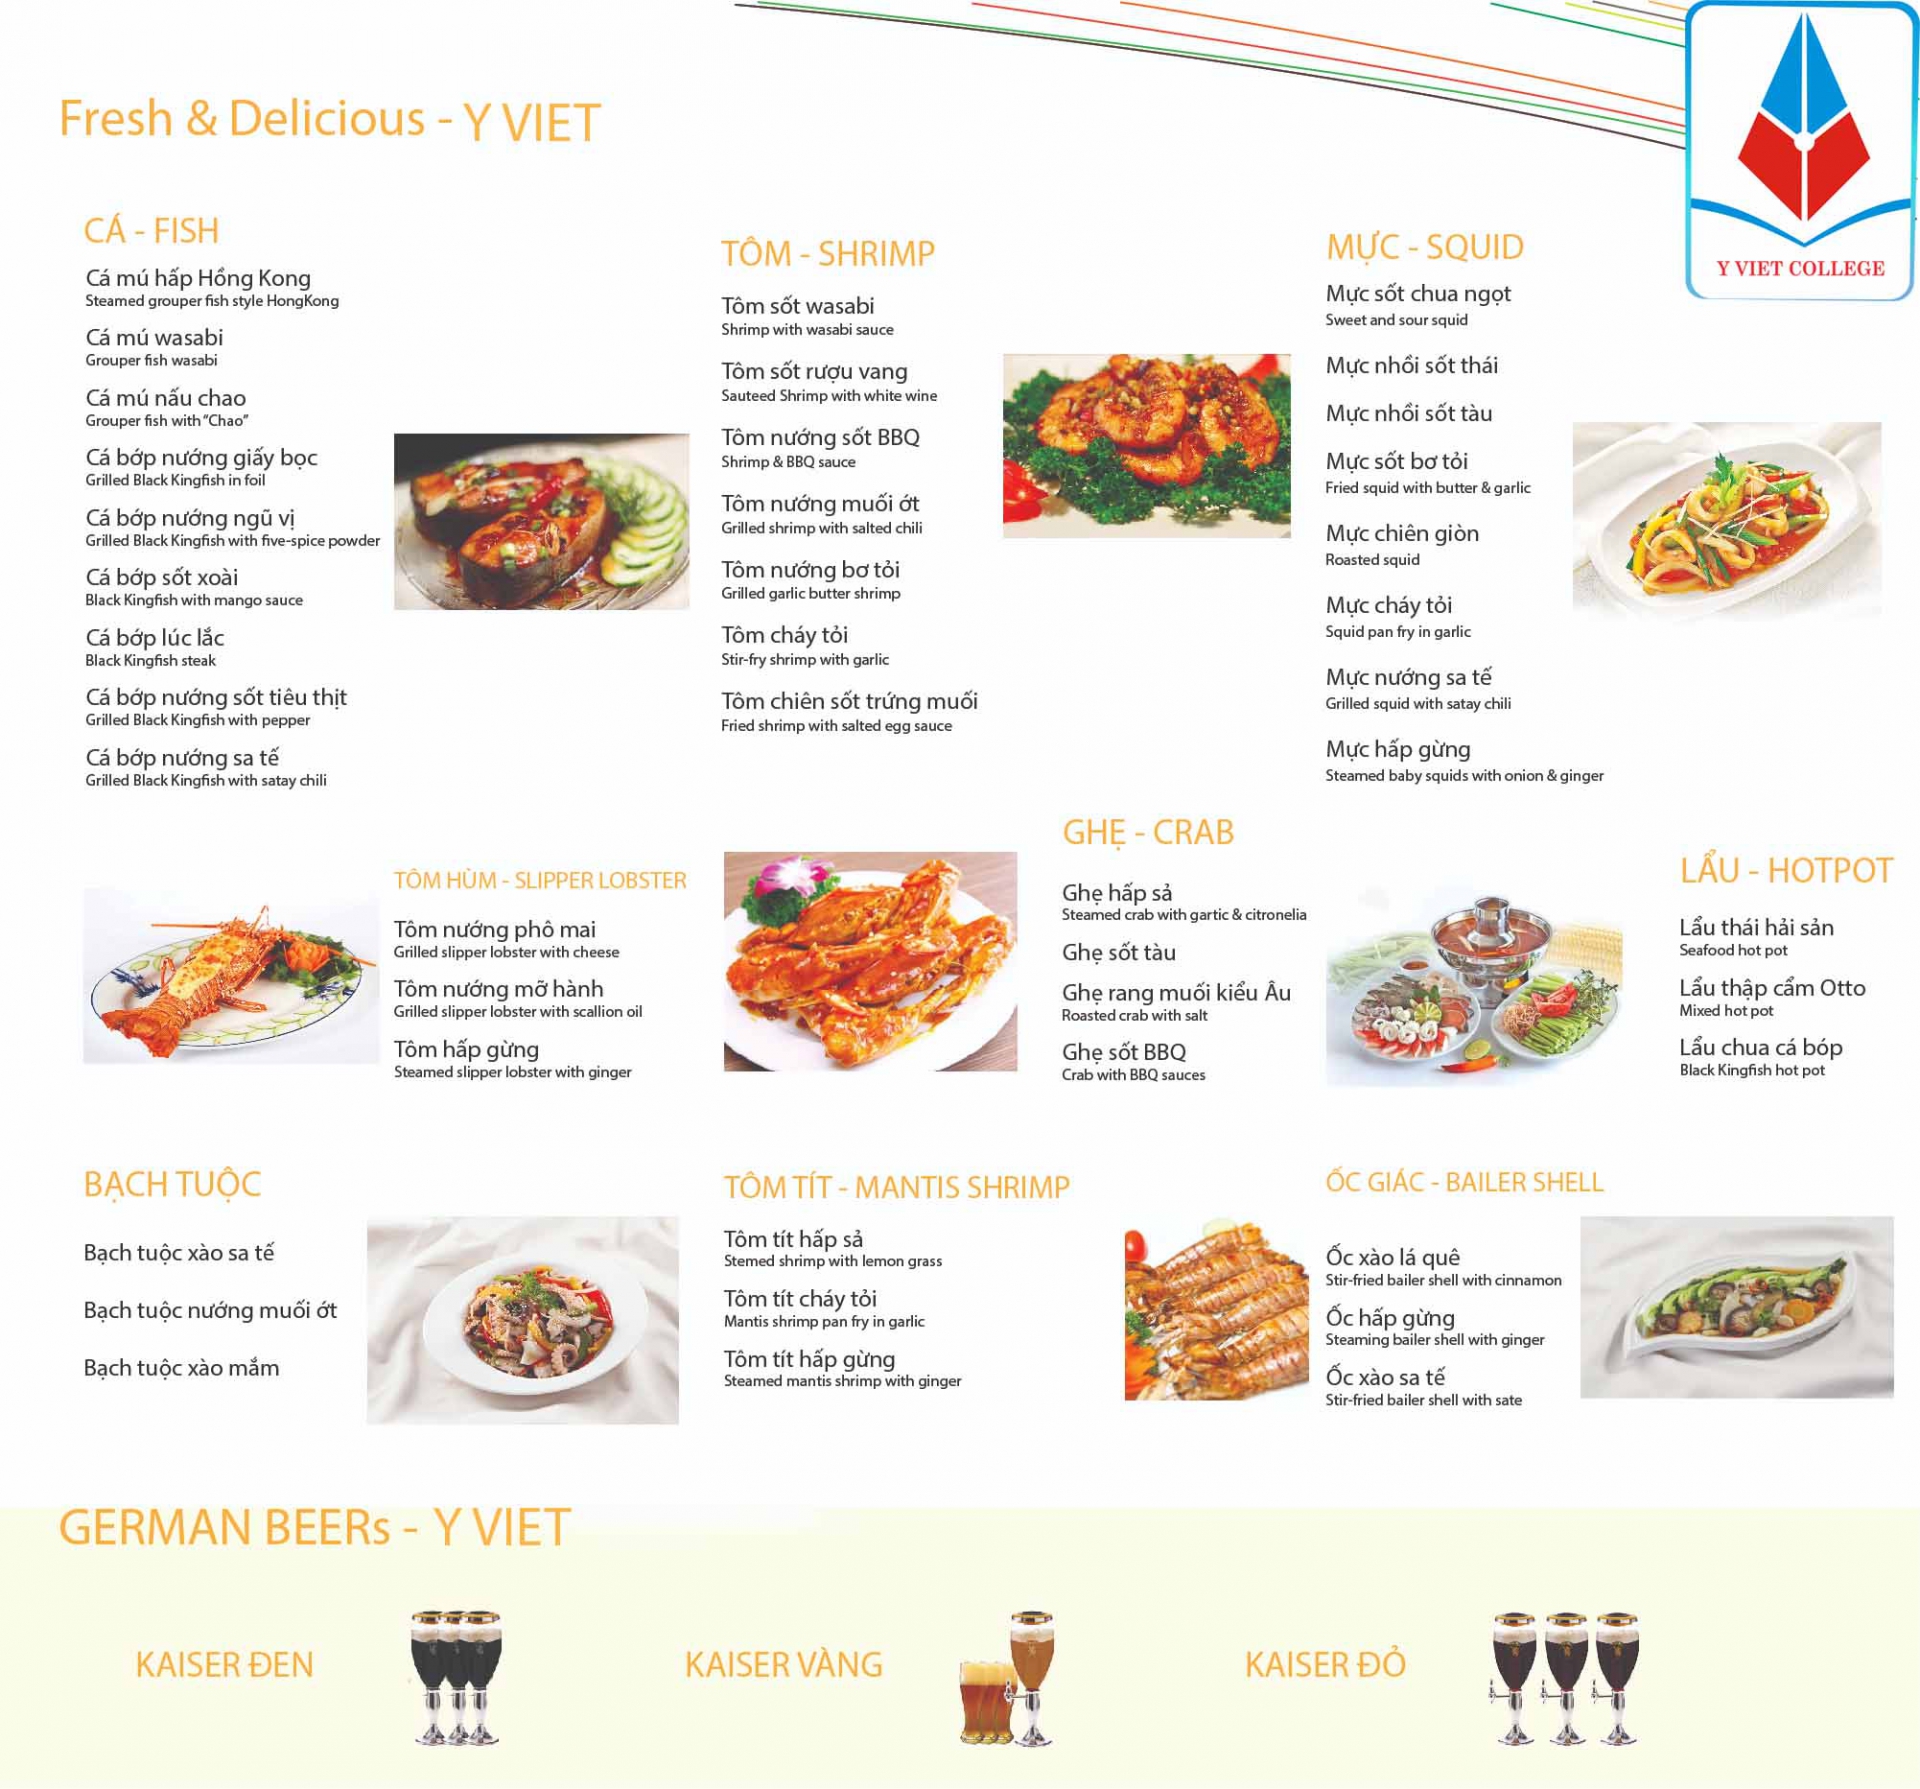 Fresh & Delicious - Y VIET
Y VIET COLLEGE
CÁ - FISH
Cá mú hấp Hồng Kong
Steamed grouper fish style HongKong
Cá mú wasabi
Grouper fish wasabi
Cá mú nấu chao
Grouper fish with “Chao”
Cá bớp nướng giấy bọc
Grilled Black Kingfish in foil
Cá bớp nướng ngũ vị
Grilled Black Kingfish with five-spice powder
Cá bớp sốt xoài
Black Kingfish with mango sauce
Cá bớp lúc lắc
Black Kingfish steak
Cá bớp nướng sốt tiêu thịt
Grilled Black Kingfish with pepper
Cá bớp nướng sa tế
Grilled Black Kingfish with satay chili
TÔM - SHRIMP
Tôm sốt wasabi
Shrimp with wasabi sauce
Tôm sốt rượu vang
Sauteed Shrimp with white wine
Tôm nướng sốt BBQ
Shrimp & BBQ sauce
Tôm nướng muối ớt
Grilled shrimp with salted chili
Tôm nướng bơ tỏi
Grilled garlic butter shrimp
Tôm cháy tỏi
Stir-fry shrimp with garlic
Tôm chiên sốt trứng muối
Fried shrimp with salted egg sauce
MỰC - SQUID
Mực sốt chua ngọt
Sweet and sour squid
Mực nhồi sốt thái
Mực nhồi sốt tàu
Mực sốt bơ tỏi
Fried squid with butter & garlic
Mực chiên giòn
Roasted squid
Mực cháy tỏi
Squid pan fry in garlic
Mực nướng sa tế
Grilled squid with satay chili
Mực hấp gừng
Steamed baby squids with onion & ginger
TÔM HÙM - SLIPPER LOBSTER
Tôm nướng phô mai
Grilled slipper lobster with cheese
Tôm nướng mỡ hành
Grilled slipper lobster with scallion oil
Tôm hấp gừng
Steamed slipper lobster with ginger
GHẸ - CRAB
Ghẹ hấp sả
Steamed crab with gartic & citronelia
Ghẹ sốt tàu
Ghẹ rang muối kiểu Âu
Roasted crab with salt
Ghẹ sốt BBQ
Crab with BBQ sauces
LẨU - HOTPOT
Lẩu thái hải sản
Seafood hot pot
Lẩu thập cẩm Otto
Mixed hot pot
Lẩu chua cá bóp
Black Kingfish hot pot
BẠCH TUỘC
Bạch tuộc xào sa tế
Bạch tuộc nướng muối ớt
Bạch tuộc xào mắm
TÔM TÍT - MANTIS SHRIMP
Tôm tít hấp sả
Stemed shrimp with lemon grass
Tôm tít cháy tỏi
Mantis shrimp pan fry in garlic
Tôm tít hấp gừng
Steamed mantis shrimp with ginger
ỐC GIÁC - BAILER SHELL
Ốc xào lá quê
Stir-fried bailer shell with cinnamon
Ốc hấp gừng
Steaming bailer shell with ginger
Ốc xào sa tế
Stir-fried bailer shell with sate
GERMAN BEERs - Y VIET
KAISER ĐEN
KAISER VÀNG
KAISER ĐỎ